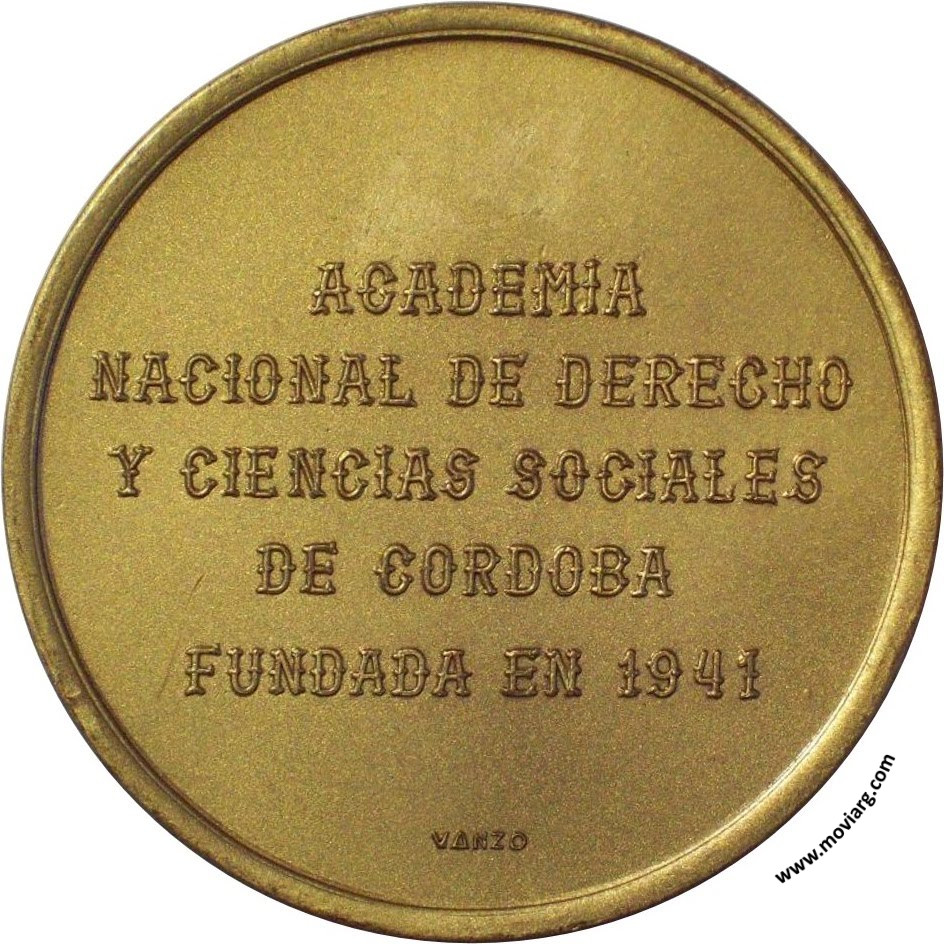 ACADEMIA
NACIONAL DE DERECHO
Y CIENCIAS SOCIALES
DE CORDOBA
FUNDADA EN 1941
VANZO
www.moviarg.com